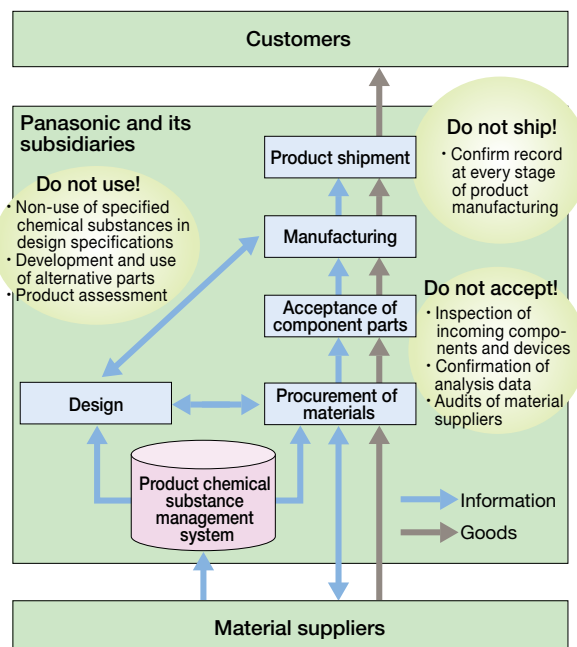 Customers
Panasonic and its
subsidiaries
Do not ship!
• Confirm record
at every stage
of product
manufacturing
Product shipment
Do not use!
• Non-use of specified
chemical substances in
design specifications
• Development and use
of alternative parts
• Product assessment
Manufacturing
Do not accept!
• Inspection of
incoming compo-
nents and devices
• Confirmation of
analysis data
• Audits of material
suppliers
Acceptance of
component parts
Design
Procurement of
materials
Product chemical
substance
management
system
Information
Goods
Material suppliers